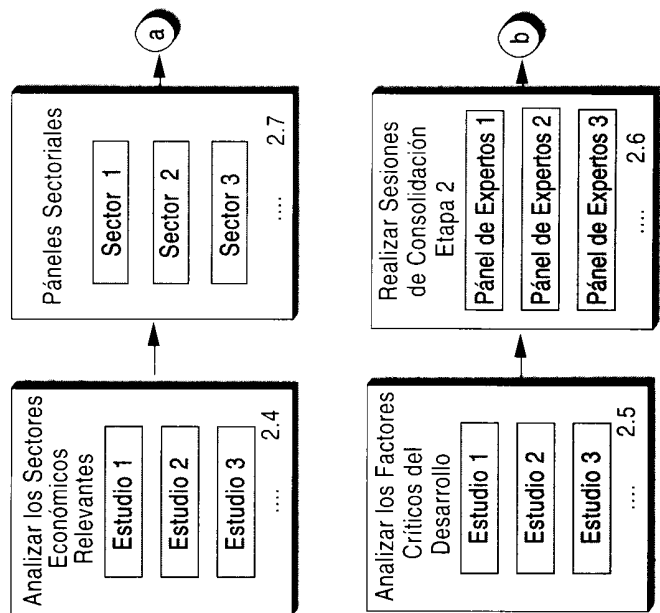 Analizar los Sectores
Económicos
Relevantes
Estudio 1
Estudio 2
Estudio 3
....
2.4
Páneles Sectoriales
Sector 1
Sector 2
Sector 3
....
2.7
a
Analizar los Factores
Críticos del
Desarrollo
Estudio 1
Estudio 2
Estudio 3
....
2.5
Realizar Sesiones
de Consolidación
Etapa 2
Pánel de Expertos 1
Pánel de Expertos 2
Pánel de Expertos 3
....
2.6
b